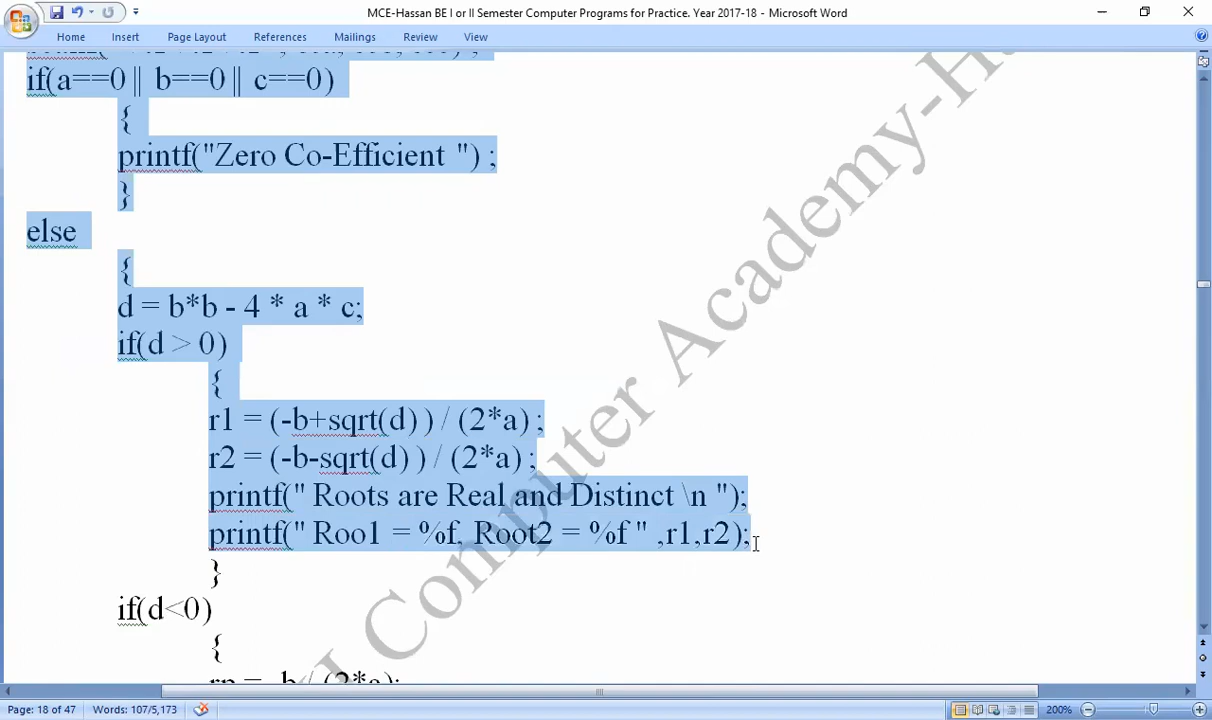 MCE-Hassan BE I or II Semester Computer Programs for Practice. Year 2017-18 - Microsoft Word
Home Insert Page Layout References Mailings Review View
if(a==0 || b==0 || c==0)
{
printf("Zero Co-Efficient ") ;
}
else
{
d = b*b - 4 * a * c;
if(d > 0)
{
r1 = (-b+sqrt(d) ) / (2*a) ;
r2 = (-b-sqrt(d) ) / (2*a) ;
printf(" Roots are Real and Distinct \n ");
printf(" Roo1 = %f, Root2 = %f " ,r1,r2);
}
if(d<0)
{
rp = -b / (2*a);
Computer Academy-H
Page: 18 of 47 Words: 107/5,173 200%